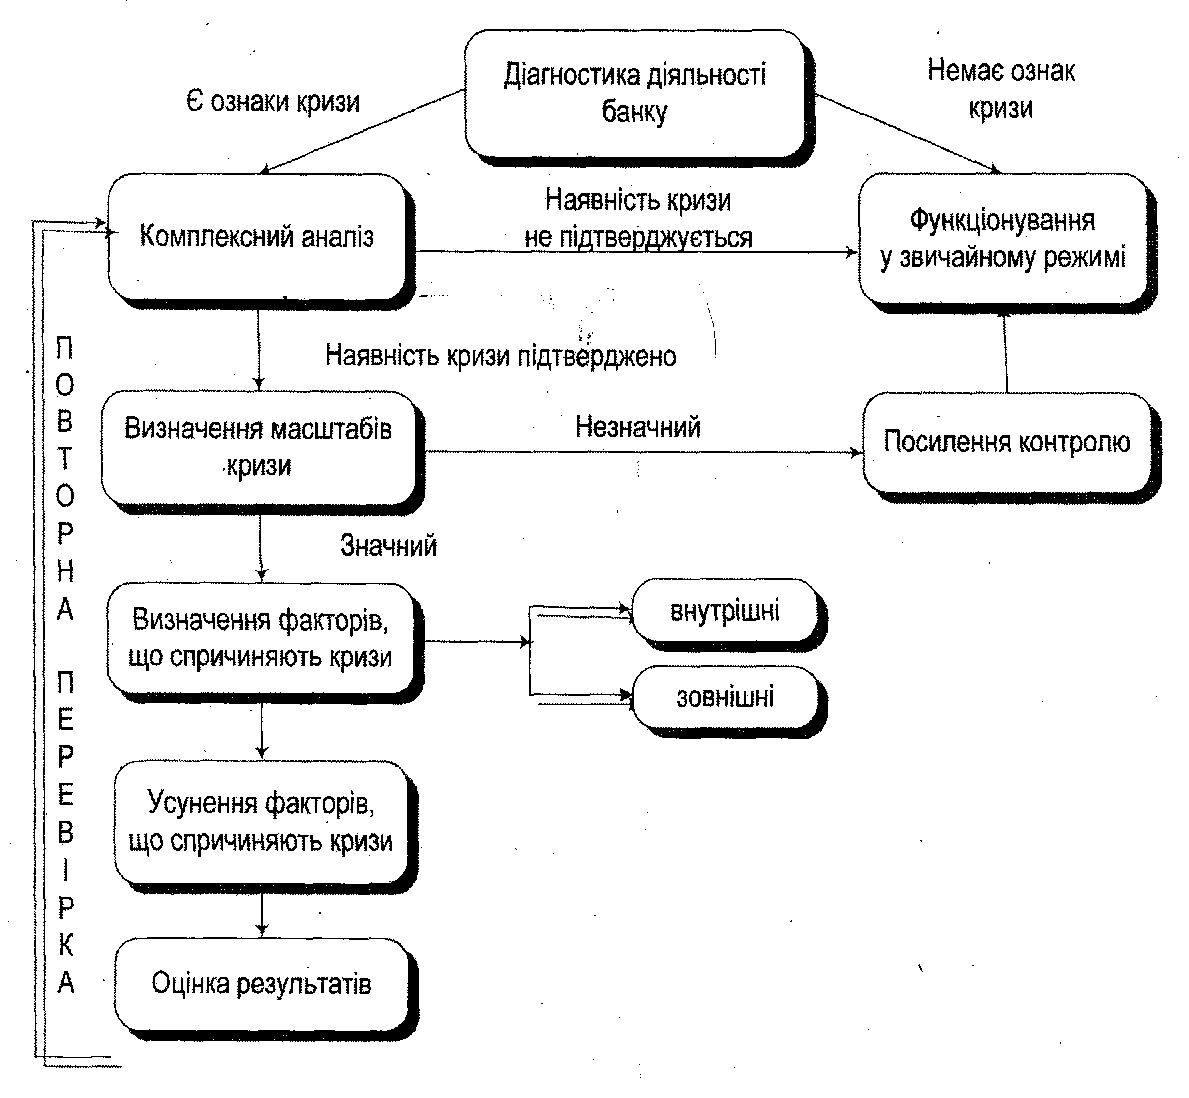 Діагностика діяльності
банку
Є ознаки кризи
Немає ознак
кризи
Комплексний аналіз
Наявність кризи
не підтверджується
Функціонування
у звичайному режимі
Наявність кризи підтверджено
Визначення масштабів
кризи
Незначний
Посилення контролю
Значний
Визначення факторів,
що спричиняють кризи
внутрішні
зовнішні
Усунення факторів,
що спричиняють кризи
Оцінка результатів
ПОВТОРНА ПЕРЕВІРКА